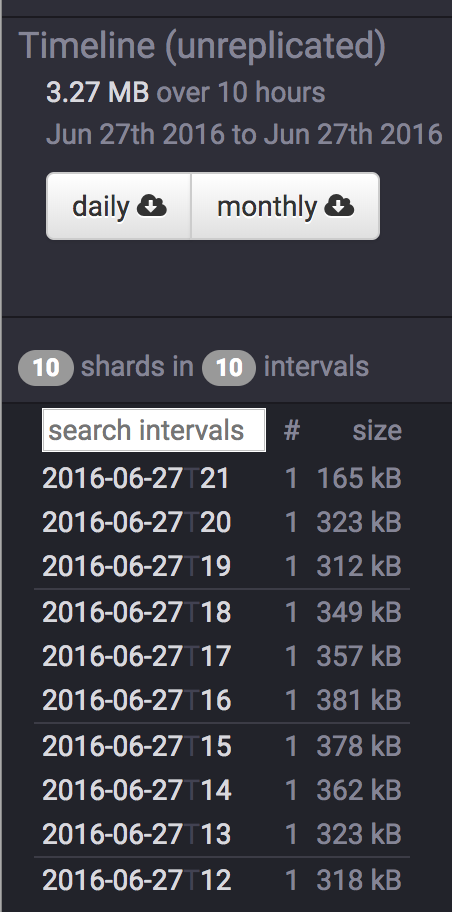 Timeline (unreplicated)
3.27 MB over 10 hours
Jun 27th 2016 to Jun 27th 2016
daily monthly
10 shards in 10 intervals
search intervals # size
2016-06-27T21 1 165 kB
2016-06-27T20 1 323 kB
2016-06-27T19 1 312 kB
2016-06-27T18 1 349 kB
2016-06-27T17 1 357 kB
2016-06-27T16 1 381 kB
2016-06-27T15 1 378 kB
2016-06-27T14 1 362 kB
2016-06-27T13 1 323 kB
2016-06-27T12 1 318 kB